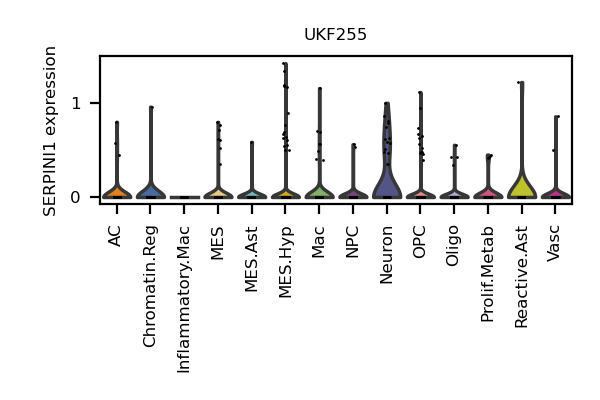 UKF255
SERPINI1 expression
1
0
AC
Chromatin.Reg
Inflammatory.Mac
MES
MES.Ast
MES.Hyp
Mac
NPC
Neuron
OPC
Oligo
Prolif.Metab
Reactive.Ast
Vasc